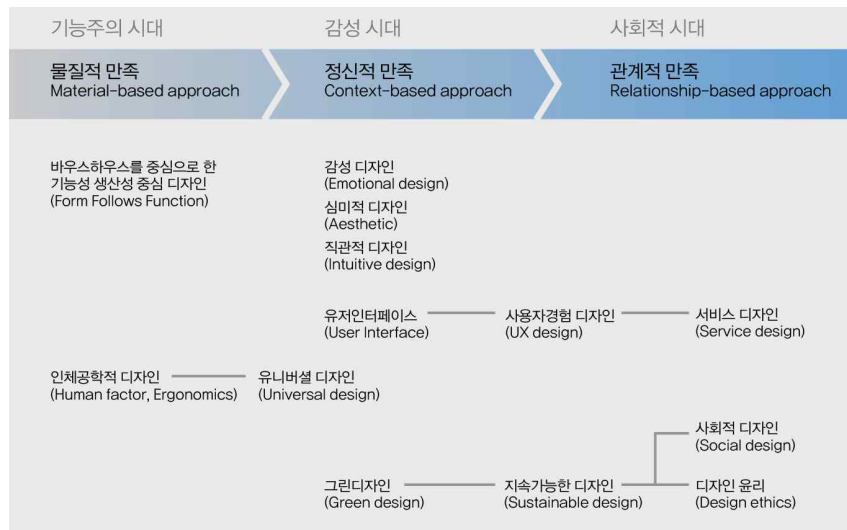 기능주의 시대
감성 시대
사회적 시대
물질적 만족
Material-based approach
정신적 만족
Context-based approach
관계적 만족
Relationship-based approach
바우스하우스를 중심으로 한
기능성 생산성 중심 디자인
(Form Follows Function)
감성 디자인
(Emotional design)
심미적 디자인
(Aesthetic)
직관적 디자인
(Intuitive design)
유저인터페이스
(User Interface)
사용자경험 디자인
(UX design)
서비스 디자인
(Service design)
인체공학적 디자인
(Human factor, Ergonomics)
유니버셜 디자인
(Universal design)
사회적 디자인
(Social design)
그린디자인
(Green design)
지속가능한 디자인
(Sustainable design)
디자인 윤리
(Design ethics)